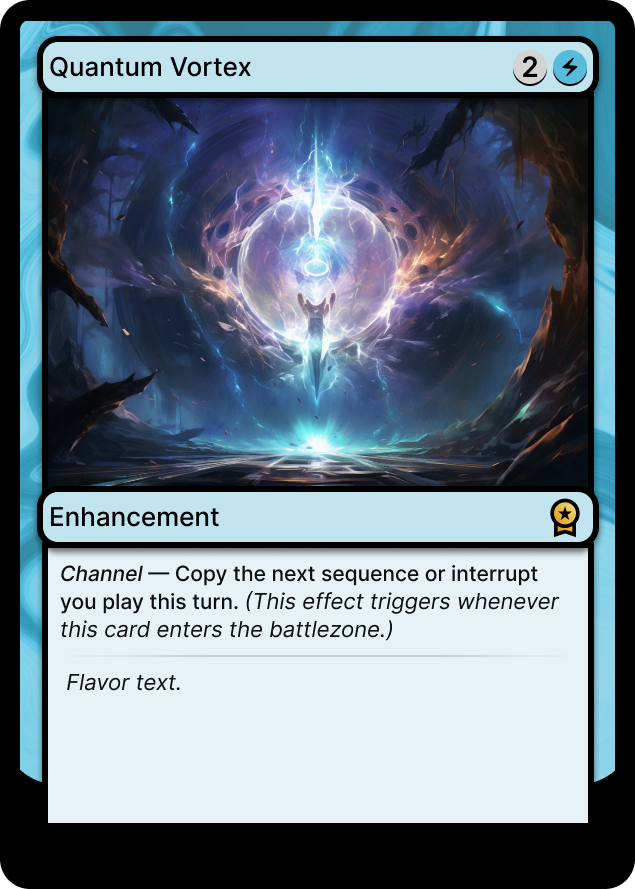 Quantum Vortex
2
Enhancement
Channel — Copy the next sequence or interrupt
you play this turn. (This effect triggers whenever
this card enters the battlezone.)
Flavor text.